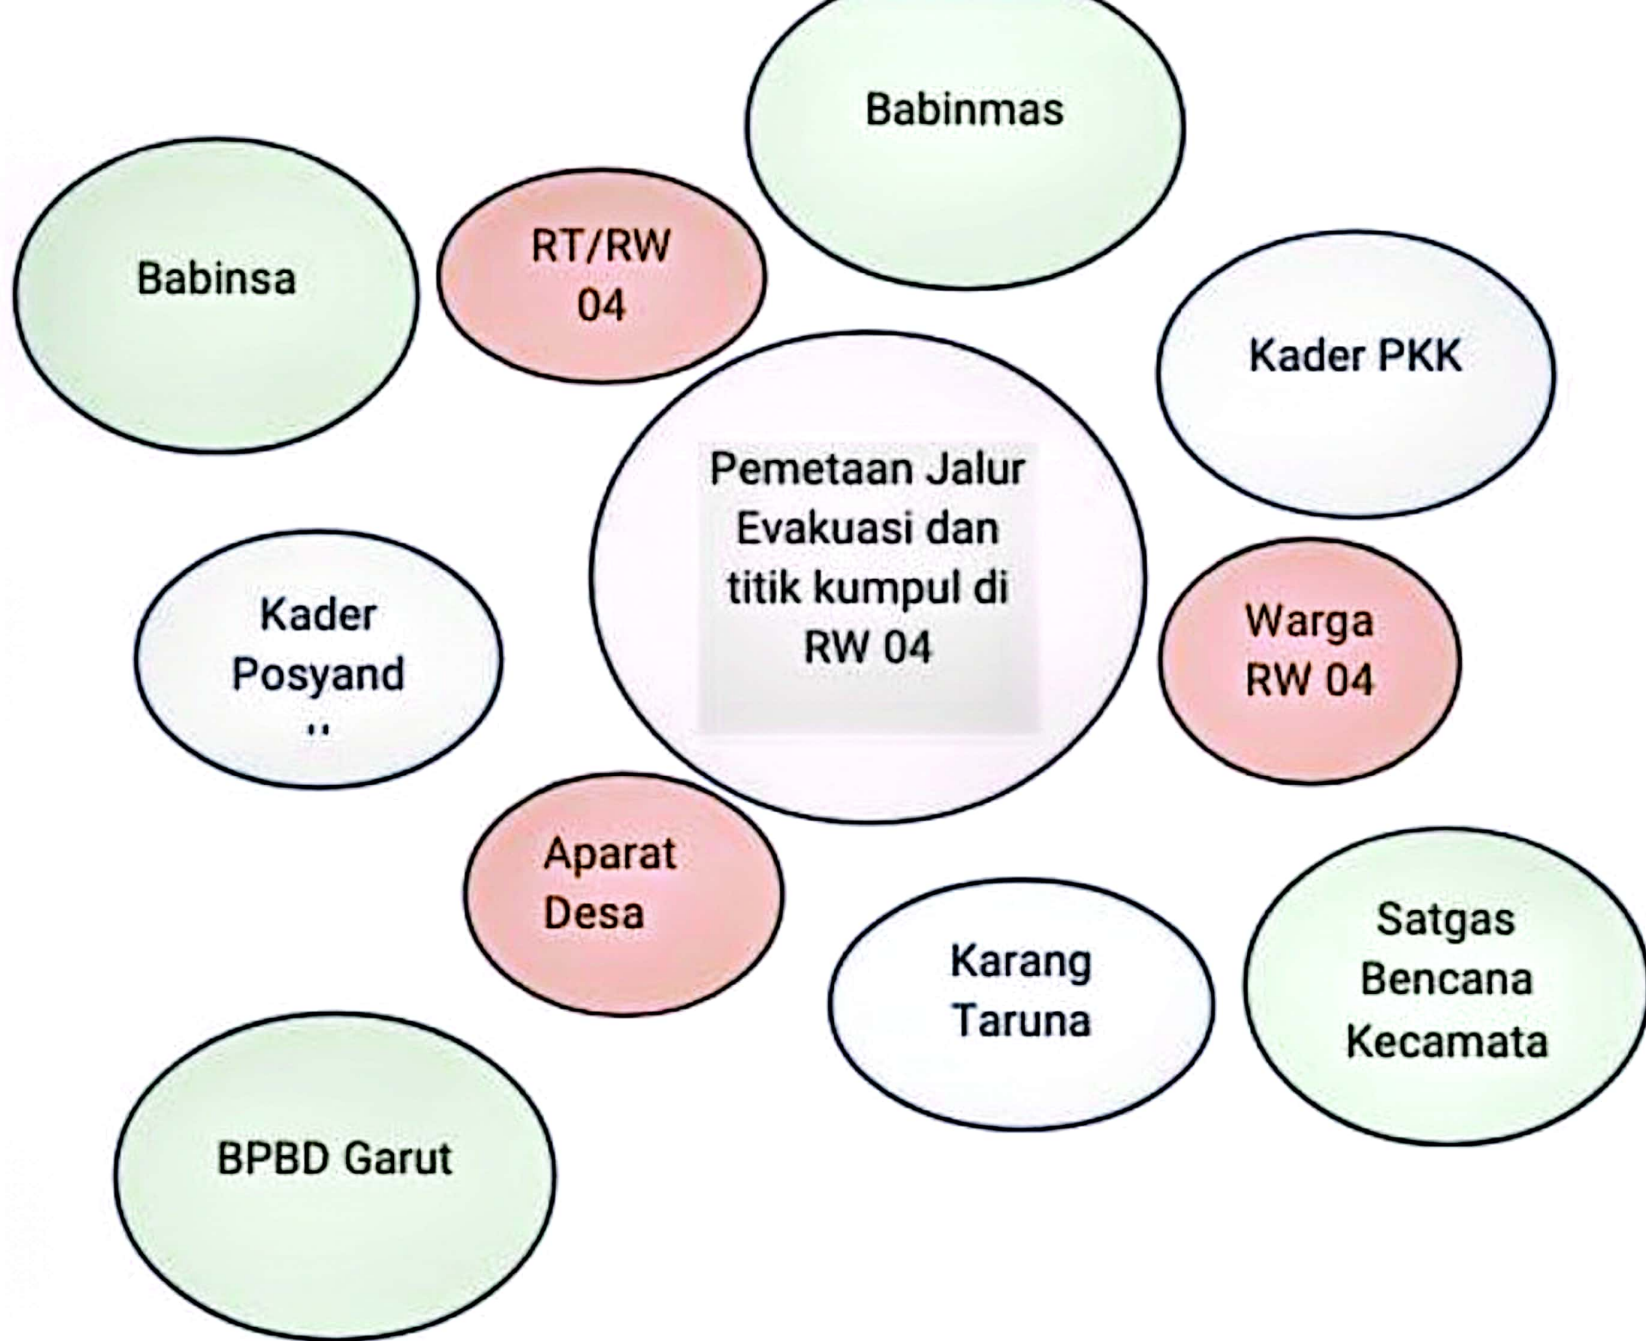 Babinmas
Babinsa
RT/RW
04
Kader PKK
Pemetaan Jalur
Evakuasi dan
titik kumpul di
RW 04
Kader
Posyand
Warga
RW 04
Aparat
Desa
Karang
Taruna
Satgas
Bencana
Kecamata
BPBD Garut